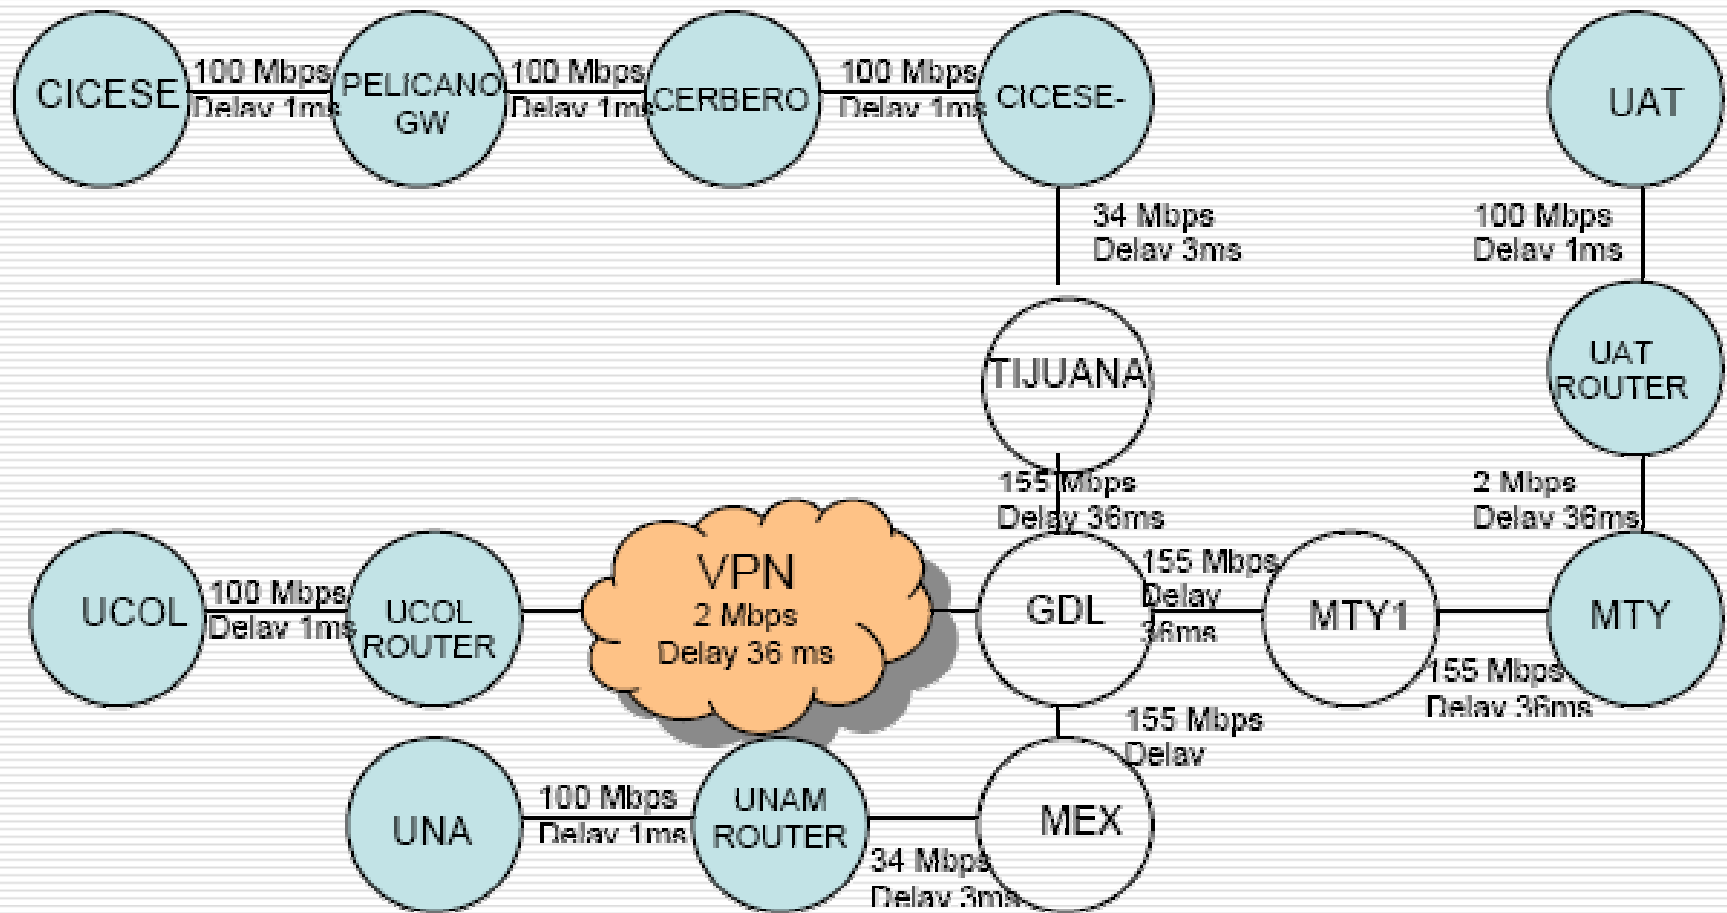 CICESE
100 Mbps
Delay 1ms
PELICANO
GW
100 Mbps
Delay 1ms
CERBERO
100 Mbps
Delay 1ms
CICESE-
UAT
34 Mbps
Delay 3ms
100 Mbps
Delay 1ms
TIJUANA
UAT
ROUTER
155 Mbps
Delay 36ms
2 Mbps
Delay 36ms
UCOL
100 Mbps
Delay 1ms
UCOL
ROUTER
VPN
2 Mbps
Delay 36 ms
GDL
155 Mbps
Delay
36ms
MTY1
155 Mbps
Delay 36ms
MTY
155 Mbps
Delay
UNA
100 Mbps
Delay 1ms
UNAM
ROUTER
34 Mbps
Delay 3ms
MEX